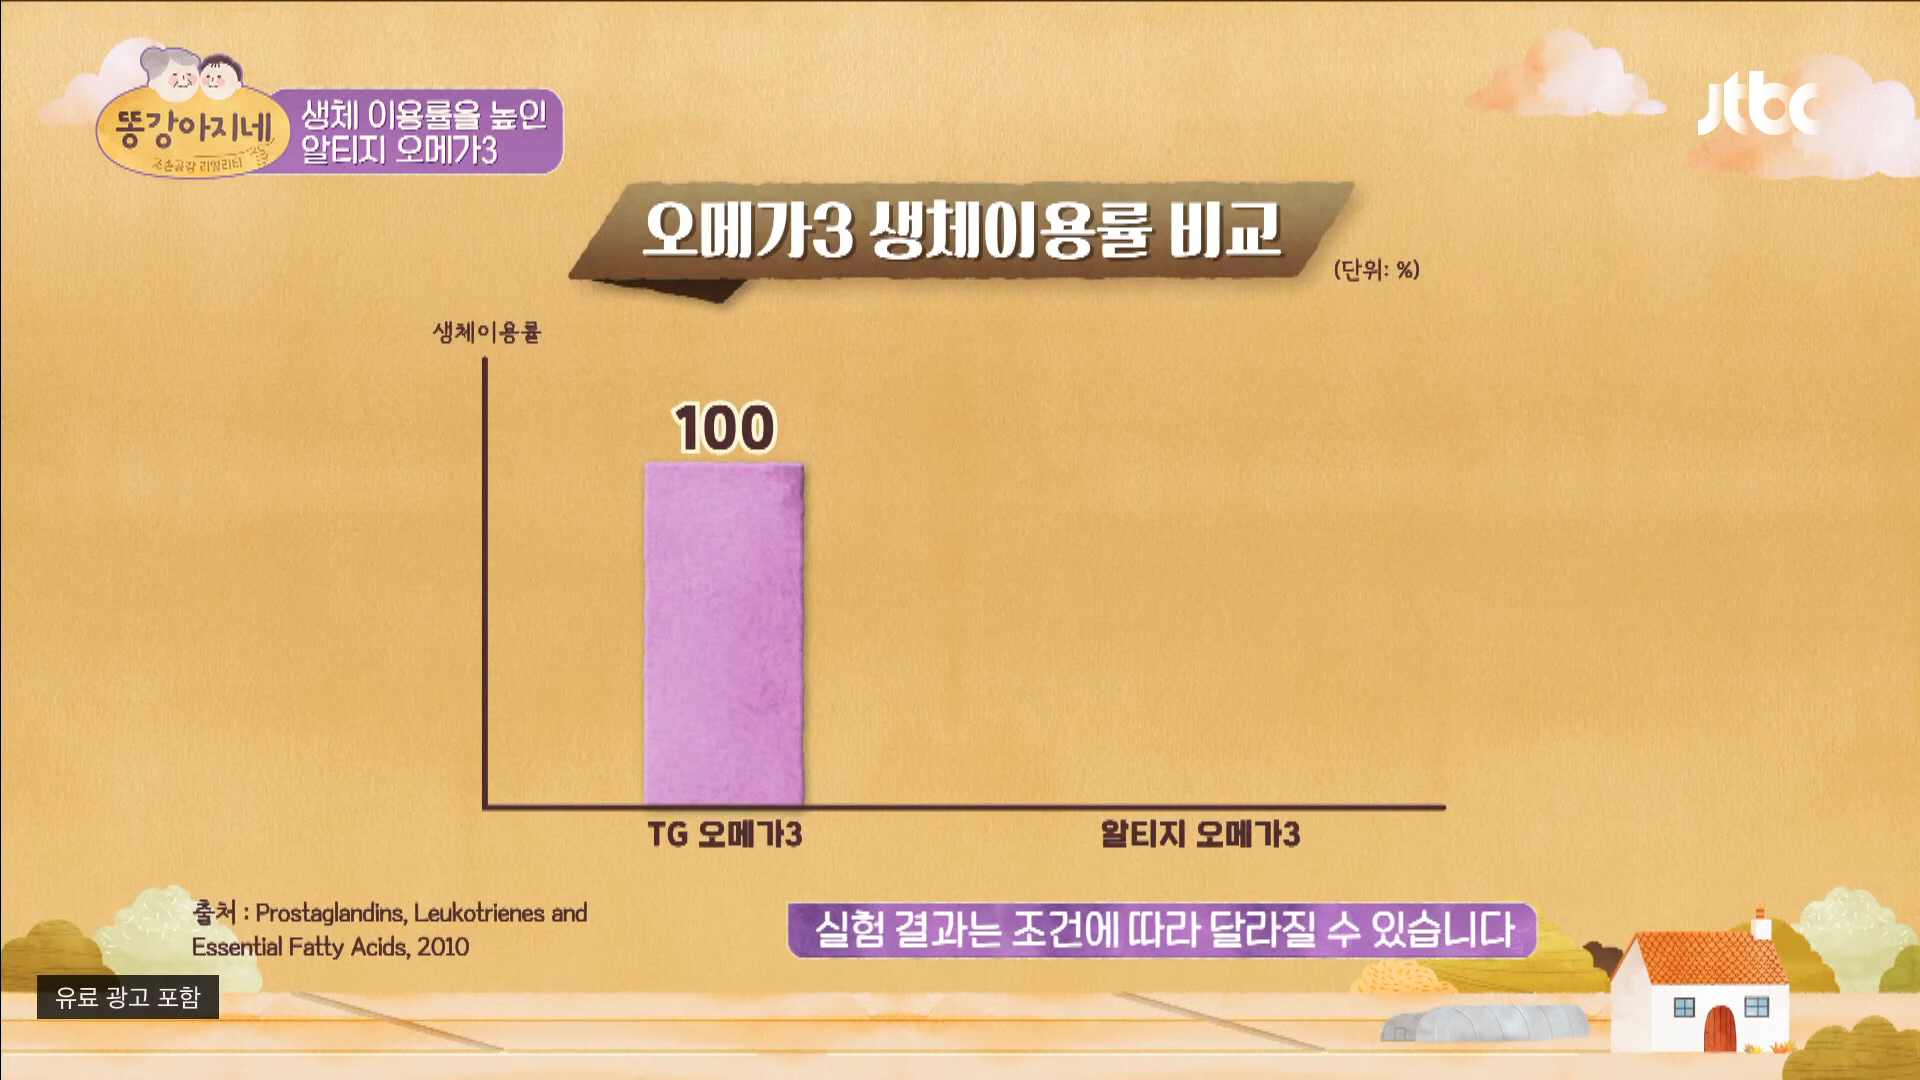 똥강아지네
조손공감 리얼리티
생체 이용률을 높인
알티지 오메가3
jtbc
오메가3 생체이용률 비교
(단위: %)
생체이용률
100
TG 오메가3
알티지 오메가3
출처 : Prostaglandins, Leukotrienes and
Essential Fatty Acids, 2010
실험 결과는 조건에 따라 달라질 수 있습니다
유료 광고 포함